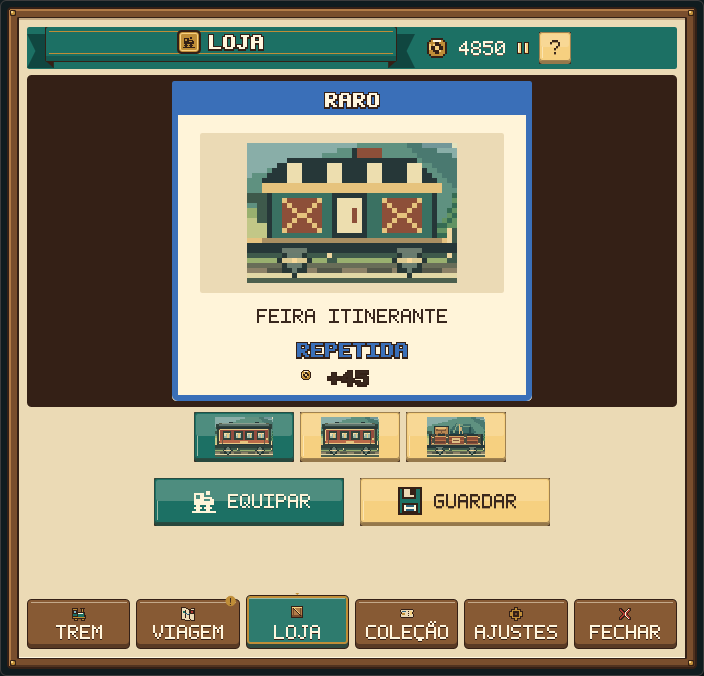 LOJA
4850
?
RARO
FEIRA ITINERANTE
REPETIDA
+45
EQUIPAR
GUARDAR
!
TREM
VIAGEM
LOJA
COLEÇÃO
AJUSTES
FECHAR